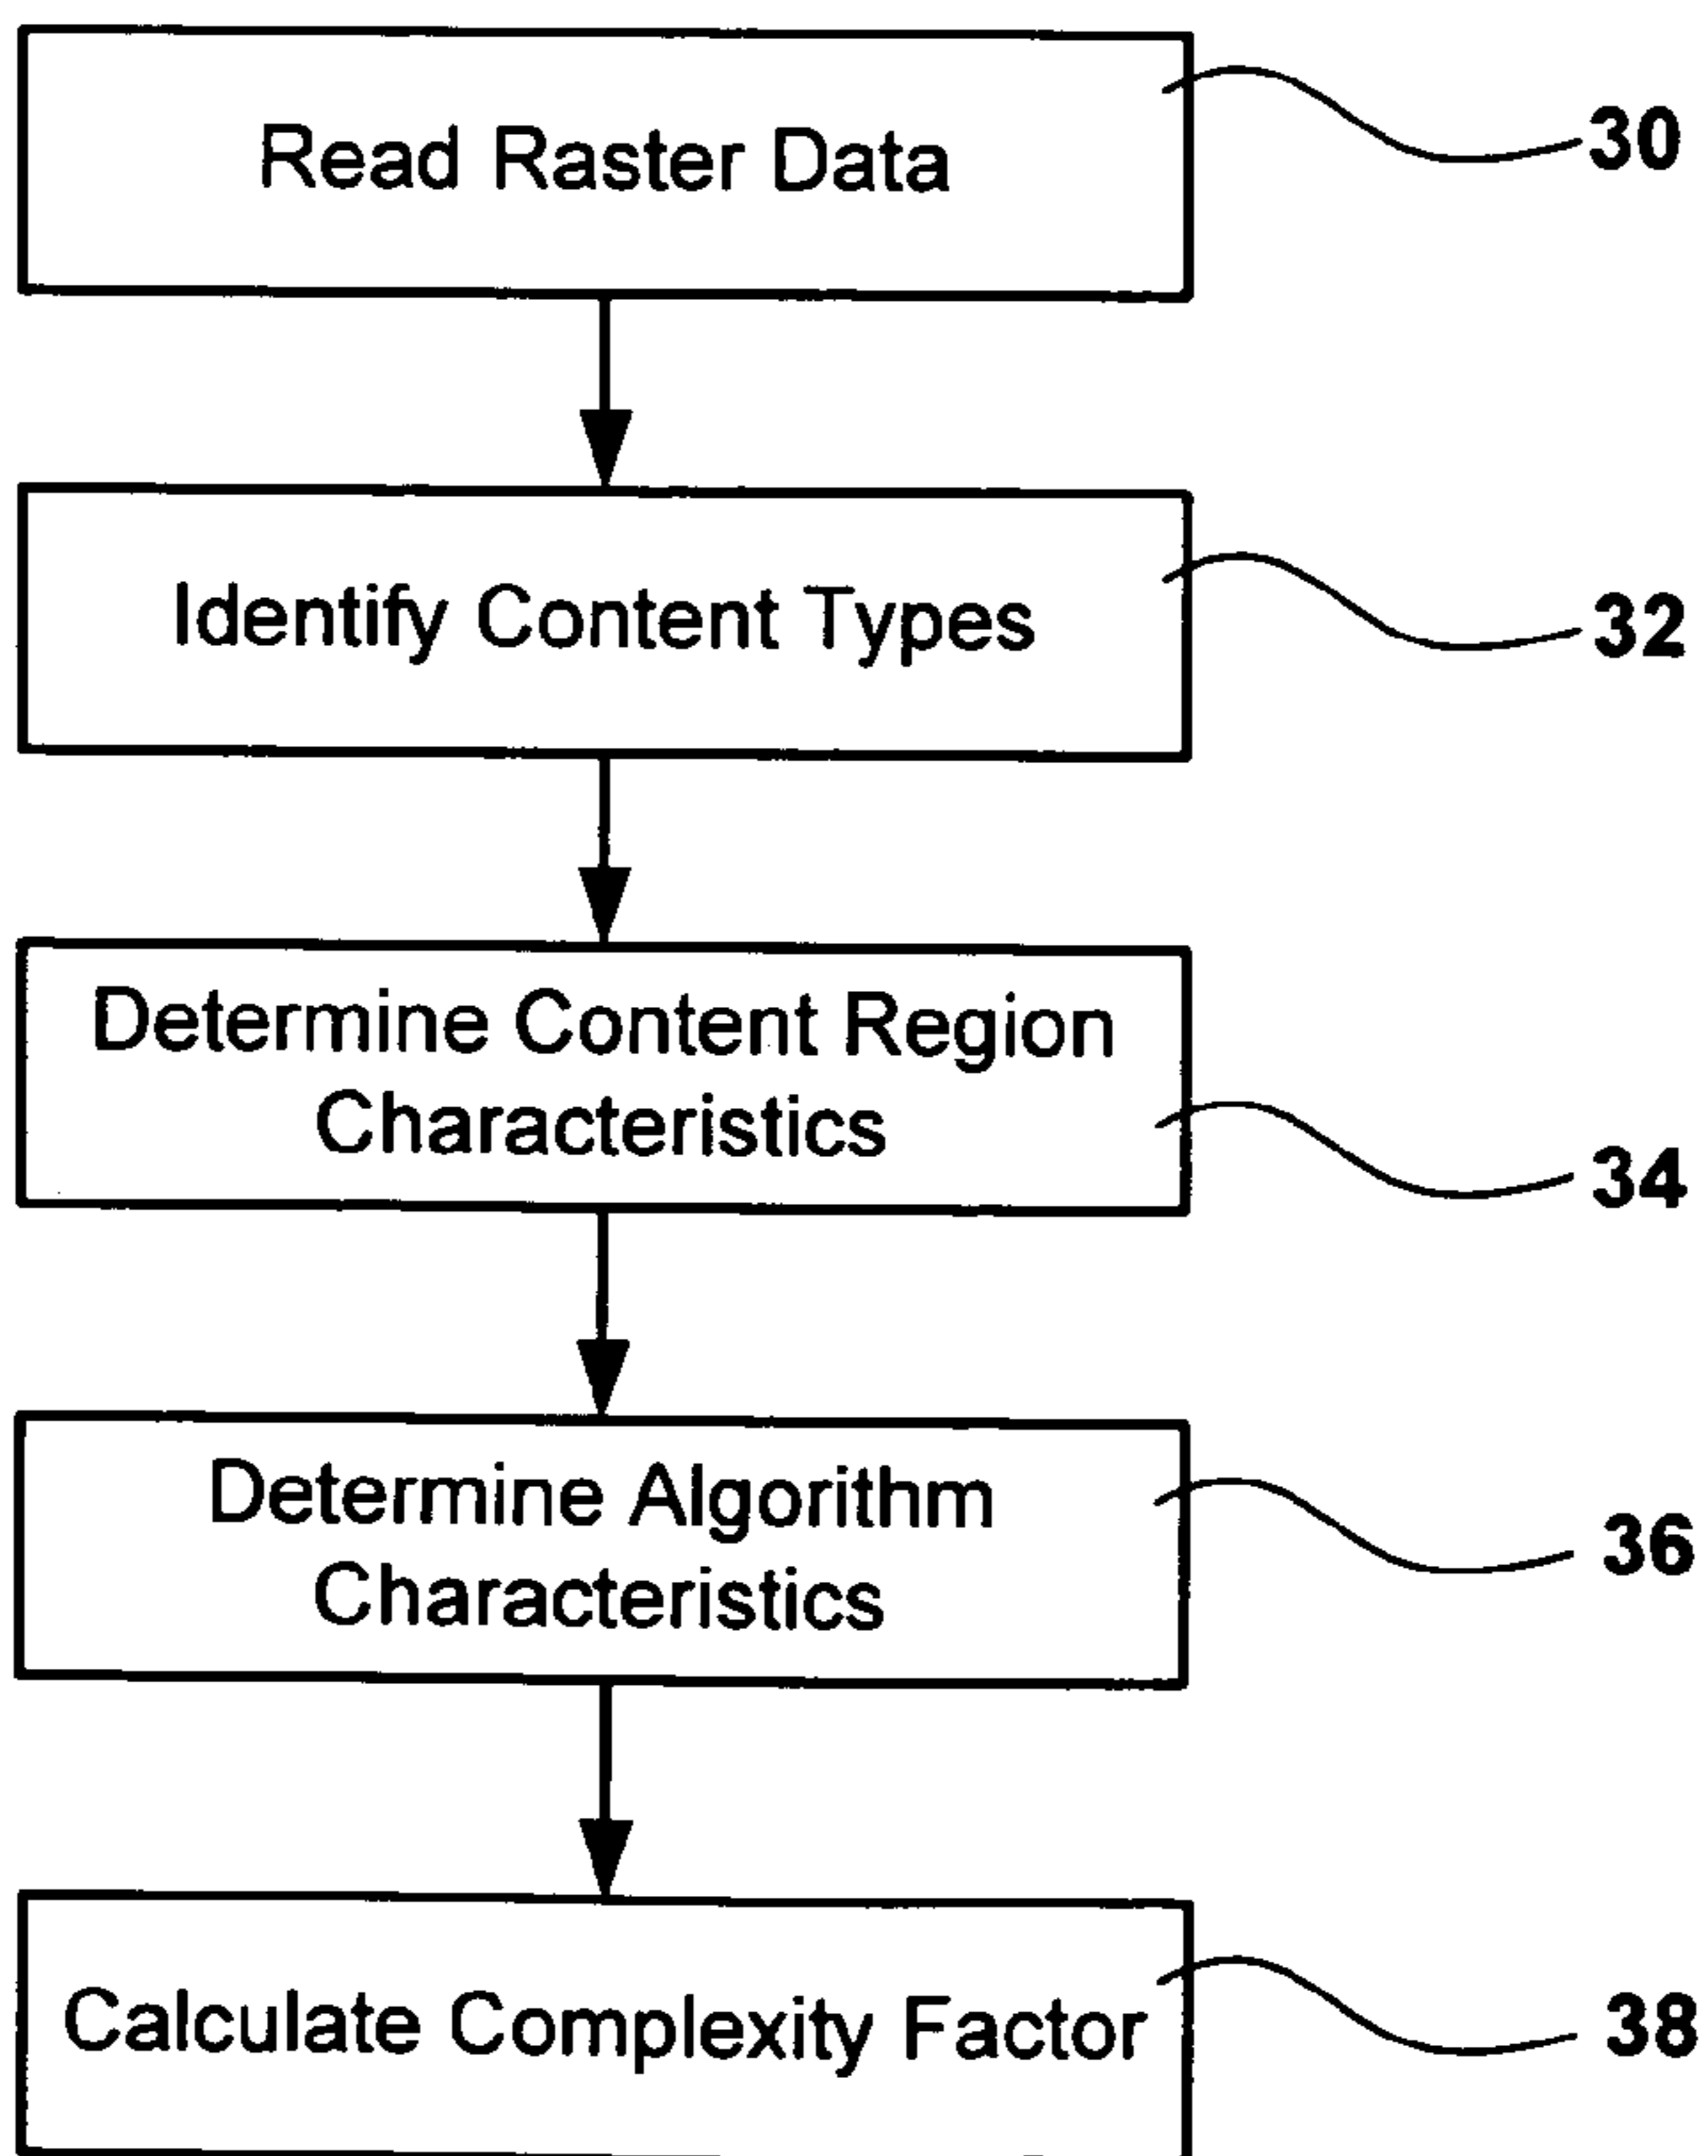 Read Raster Data
30
Identify Content Types
32
Determine Content Region
Characteristics
34
Determine Algorithm
Characteristics
36
Calculate Complexity Factor
38